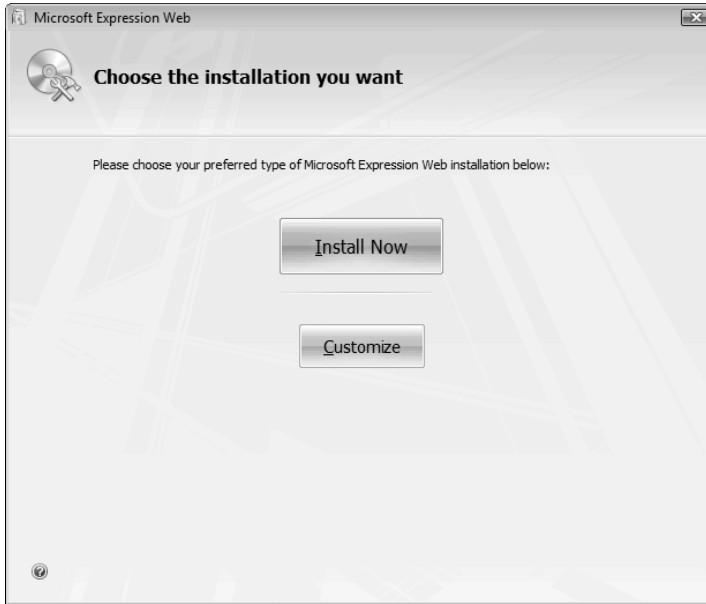 Microsoft Expression Web
Choose the installation you want
Please choose your preferred type of Microsoft Expression Web installation below:
Install Now
Customize